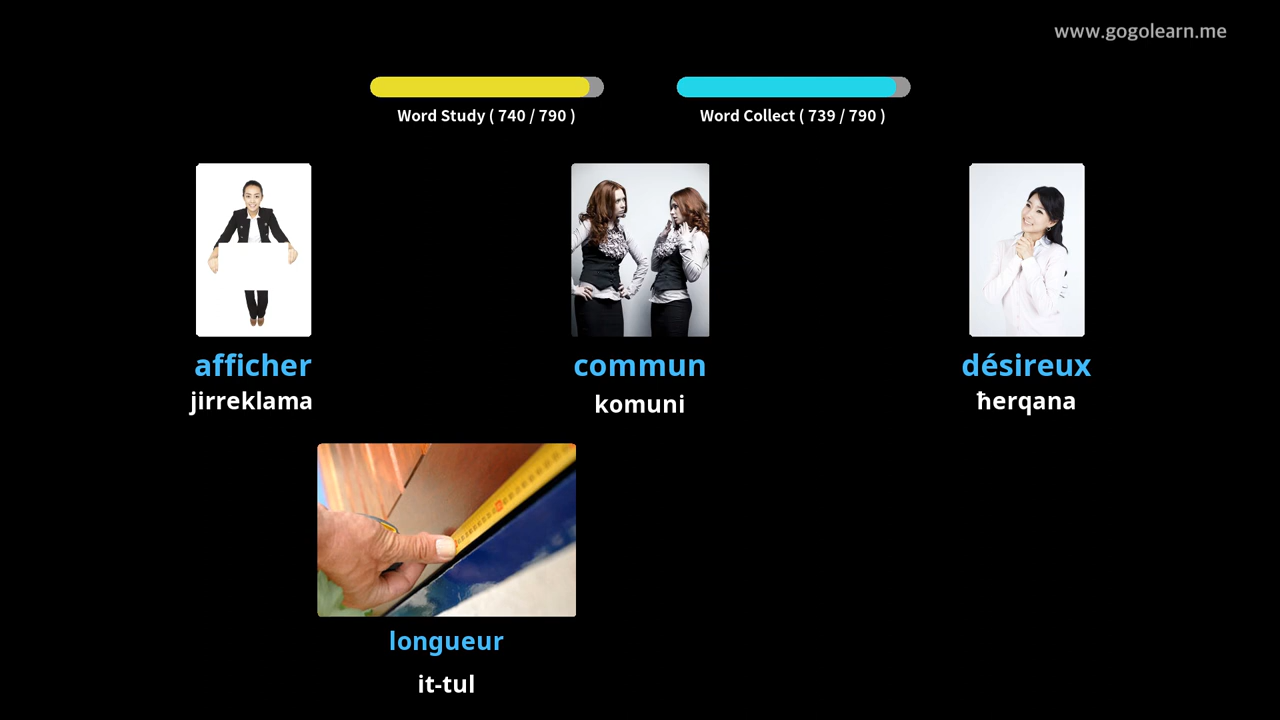 www.gogolearn.me
Word Study ( 740 / 790 )
Word Collect ( 739 / 790 )
afficher
jirreklama
commun
komuni
désireux
ħerqana
longueur
it-tul